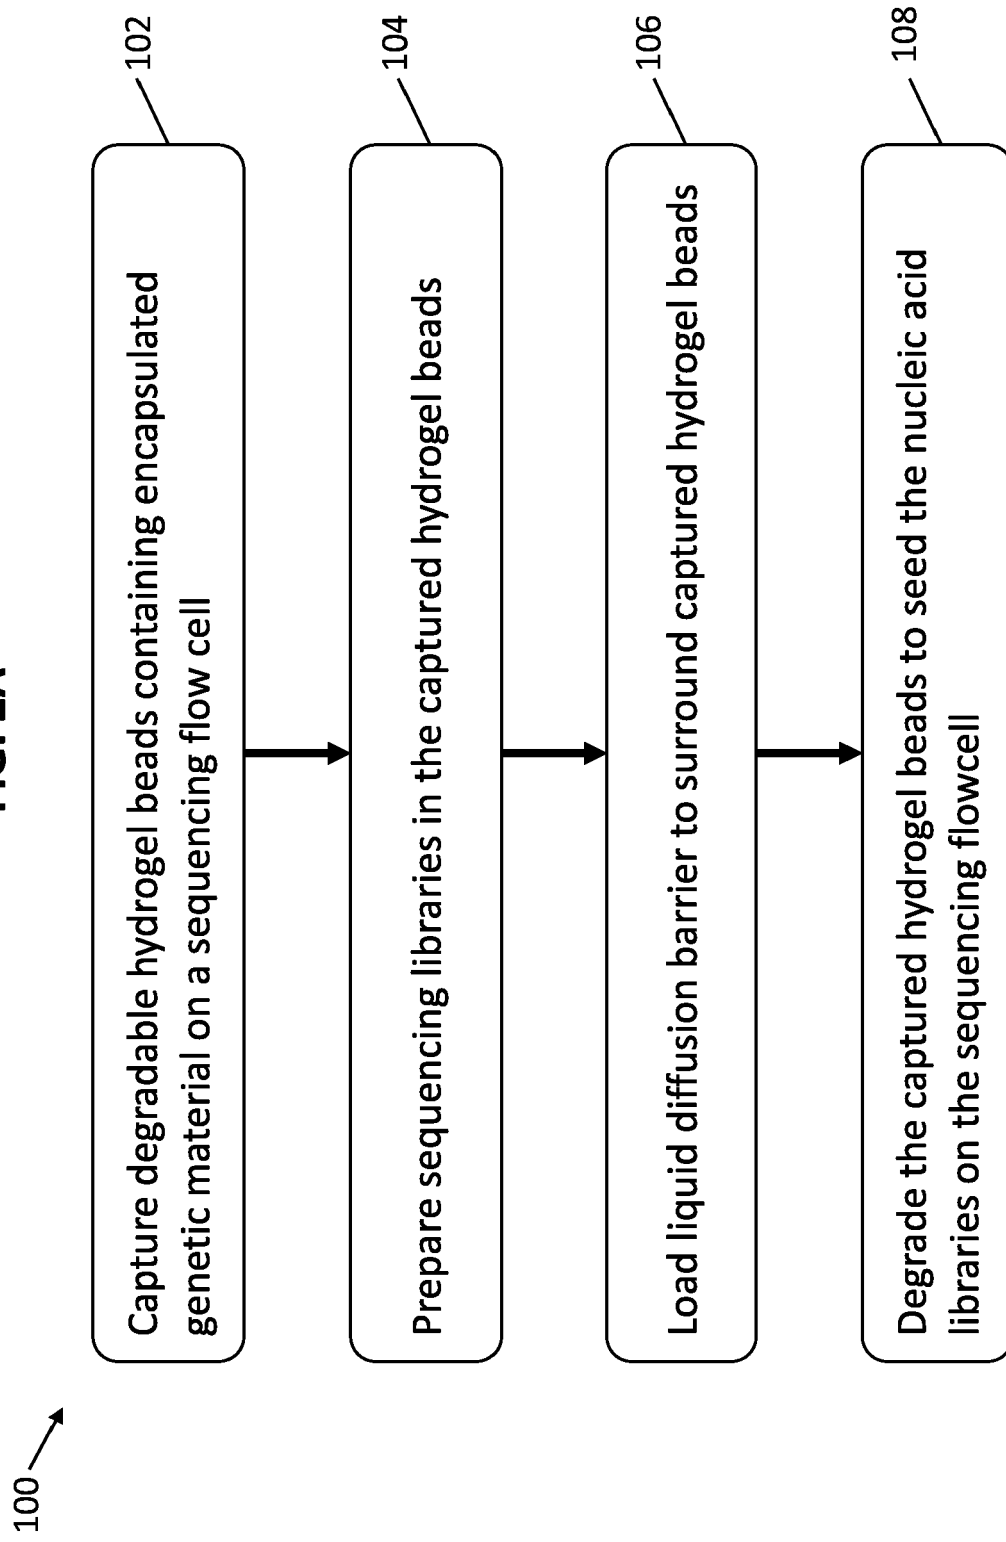 100
102
Capture degradable hydrogel beads containing encapsulated
genetic material on a sequencing flow cell
104
Prepare sequencing libraries in the captured hydrogel beads
106
Load liquid diffusion barrier to surround captured hydrogel beads
108
Degrade the captured hydrogel beads to seed the nucleic acid
libraries on the sequencing flowcell